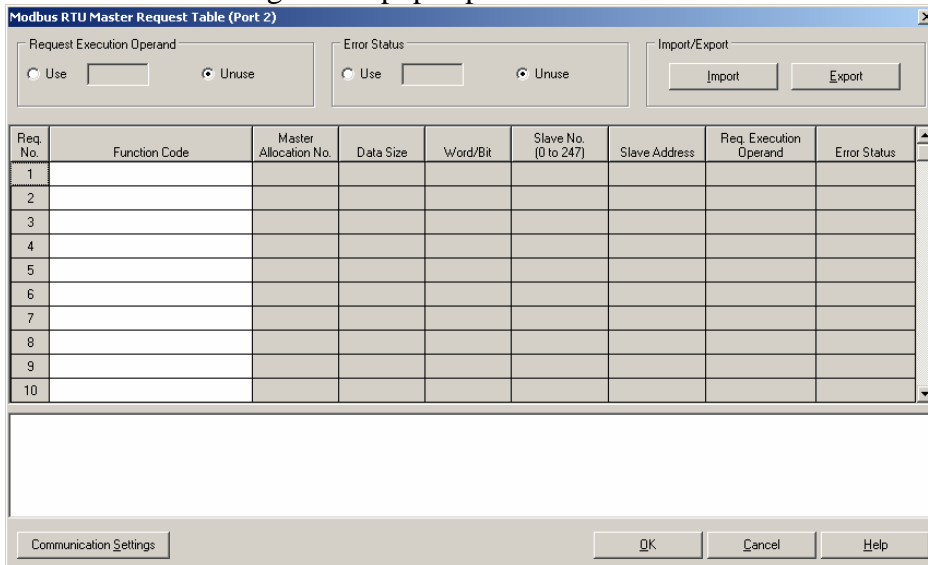 Modbus RTU Master Request Table (Port 2)
Request Execution Operand
Use
Unuse
Error Status
Use
Unuse
Import/Export
Import
Export
Req. No.
Function Code
Master Allocation No.
Data Size
Word/Bit
Slave No. (0 to 247)
Slave Address
Req. Execution Operand
Error Status
1
2
3
4
5
6
7
8
9
10
Communication Settings
OK
Cancel
Help